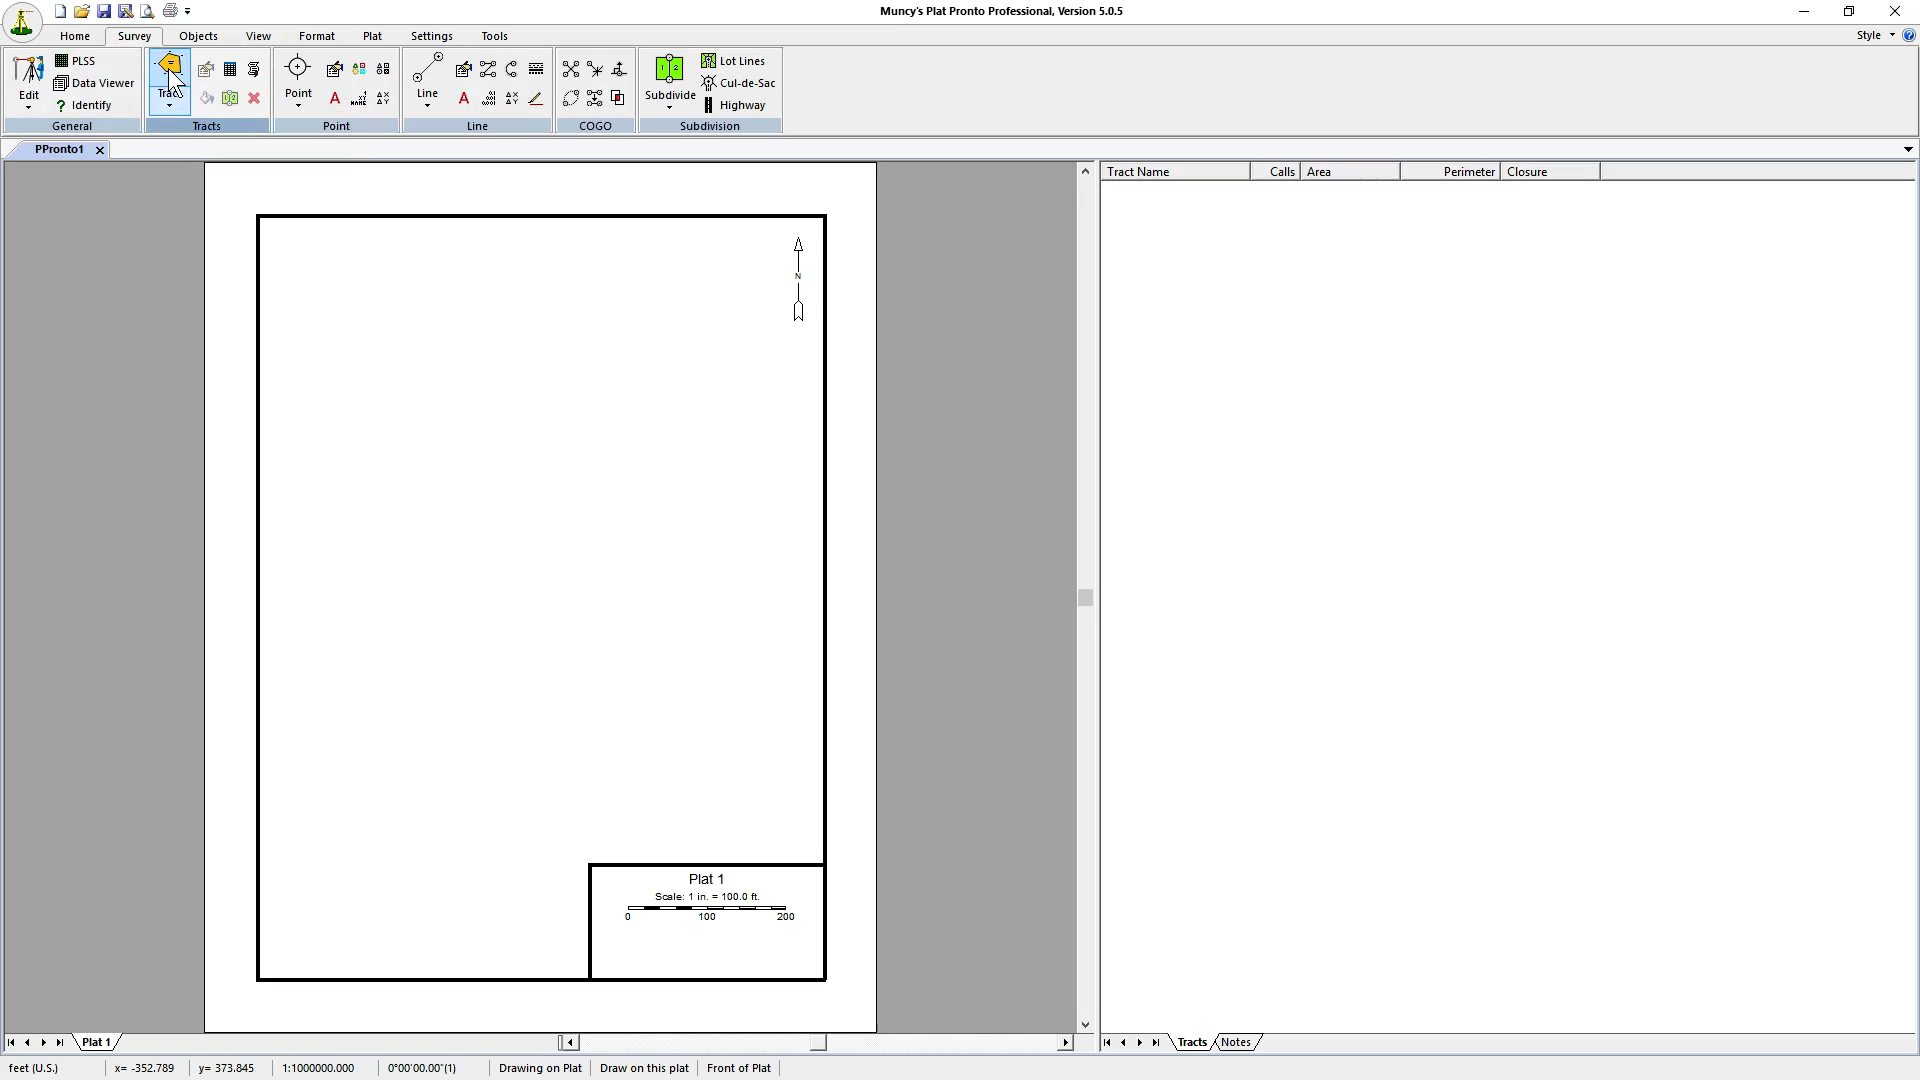 Muncy's Plat Pronto Professional, Version 5.0.5
Home Survey Objects View Format Plat Settings Tools Style
PLSS
Data Viewer
Edit
? Identify
General
Tract
Tracts
Point
A
Point
Line
A
Line
COGO
Subdivide
Lot Lines
Cul-de-Sac
Highway
Subdivision
PPronto1
Tract Name Calls Area Perimeter Closure
N
Plat 1
Scale: 1 in. = 100.0 ft.
0 100 200
Plat 1
Tracts Notes
feet (U.S.) x= -352.789 y= 373.845 1:1000000.000 0°00'00.00"(1) Drawing on Plat Draw on this plat Front of Plat